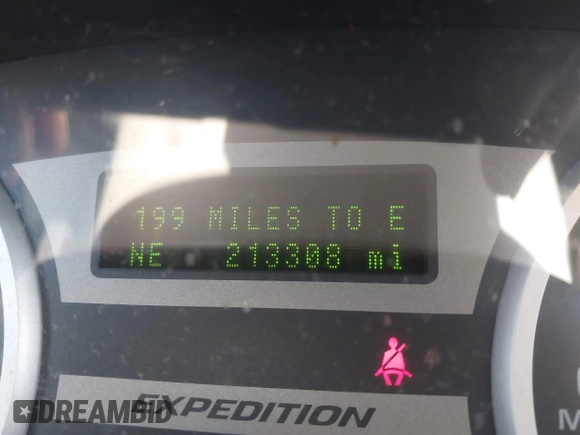 199 MILES TO E
NE 213308 mi
EXPEDITION
DREAMBID
M